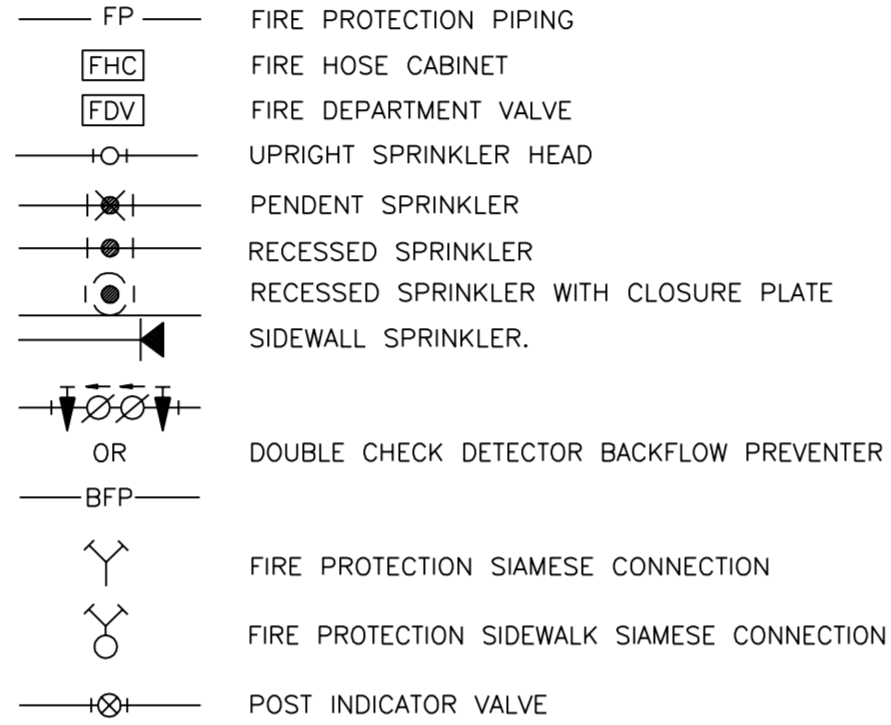 FP FIRE PROTECTION PIPING
FHC FIRE HOSE CABINET
FDV FIRE DEPARTMENT VALVE
UPRIGHT SPRINKLER HEAD
PENDENT SPRINKLER
RECESSED SPRINKLER
RECESSED SPRINKLER WITH CLOSURE PLATE
SIDEWALL SPRINKLER.
OR DOUBLE CHECK DETECTOR BACKFLOW PREVENTER
BFP
FIRE PROTECTION SIAMESE CONNECTION
FIRE PROTECTION SIDEWALK SIAMESE CONNECTION
POST INDICATOR VALVE